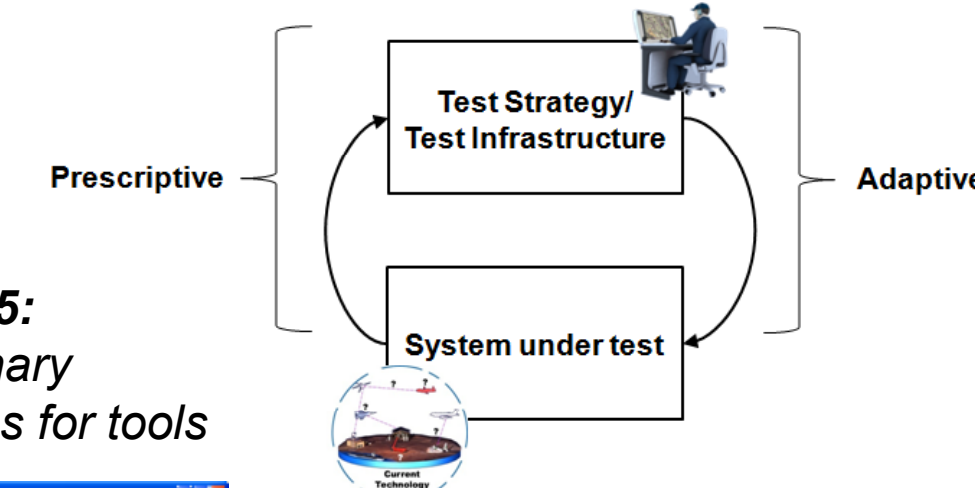 Test Strategy/
Test Infrastructure
Prescriptive
Adaptive
5:
nary
s for tools
System under test
?
?
?
?
?
?
Current
Technology